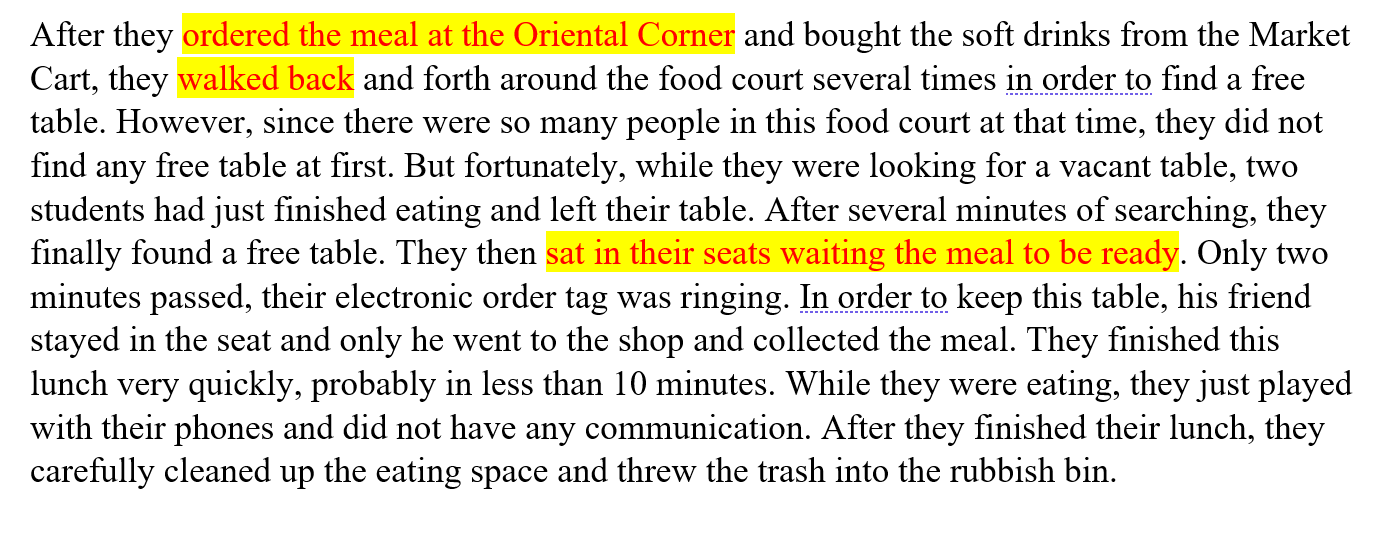 After they ordered the meal at the Oriental Corner and bought the soft drinks from the Market
Cart, they walked back and forth around the food court several times in order to find a free
table. However, since there were so many people in this food court at that time, they did not
find any free table at first. But fortunately, while they were looking for a vacant table, two
students had just finished eating and left their table. After several minutes of searching, they
finally found a free table. They then sat in their seats waiting the meal to be ready. Only two
minutes passed, their electronic order tag was ringing. In order to keep this table, his friend
stayed in the seat and only he went to the shop and collected the meal. They finished this
lunch very quickly, probably in less than 10 minutes. While they were eating, they just played
with their phones and did not have any communication. After they finished their lunch, they
carefully cleaned up the eating space and threw the trash into the rubbish bin.